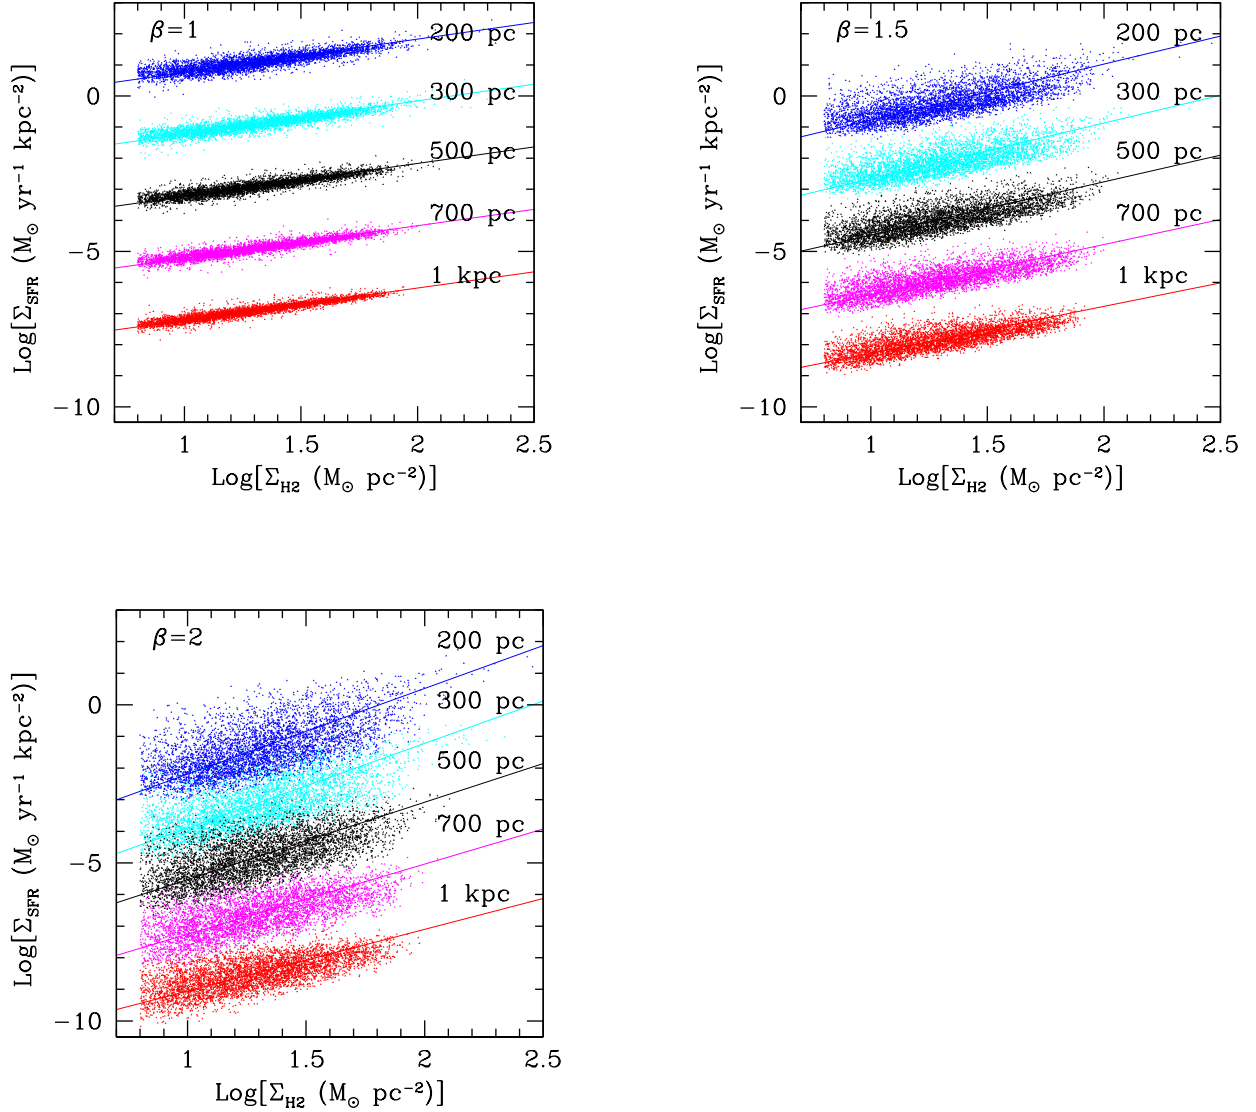 β=1
200 pc
300 pc
500 pc
700 pc
1 kpc
0
−5
−10
1
1.5
2
2.5
Log[Σ_SFR (M_⊙ yr⁻¹ kpc⁻²)]
Log[Σ_H2 (M_⊙ pc⁻²)]
β=1.5
200 pc
300 pc
500 pc
700 pc
1 kpc
0
−5
−10
1
1.5
2
2.5
Log[Σ_SFR (M_⊙ yr⁻¹ kpc⁻²)]
Log[Σ_H2 (M_⊙ pc⁻²)]
β=2
200 pc
300 pc
500 pc
700 pc
1 kpc
0
−5
−10
1
1.5
2
2.5
Log[Σ_SFR (M_⊙ yr⁻¹ kpc⁻²)]
Log[Σ_H2 (M_⊙ pc⁻²)]